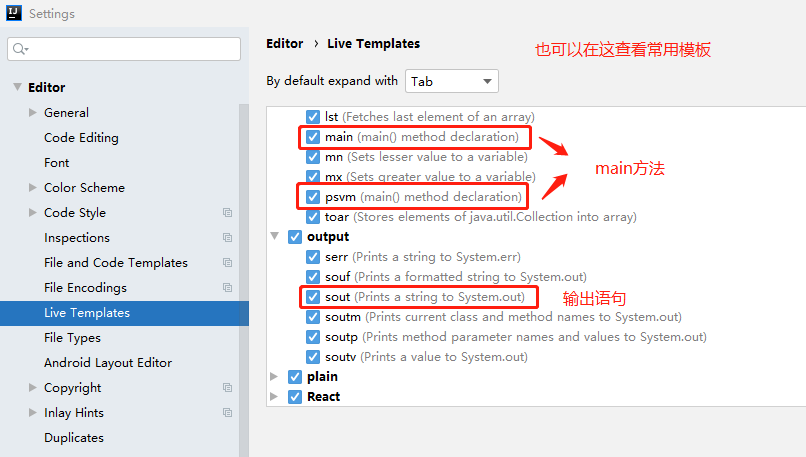 Settings
Editor
General
Code Editing
Font
Color Scheme
Code Style
Inspections
File and Code Templates
File Encodings
Live Templates
File Types
Android Layout Editor
Copyright
Inlay Hints
Duplicates
Editor › Live Templates
也可以在这查看常用模板
By default expand with Tab
lst (Fetches last element of an array)
main (main() method declaration)
mn (Sets lesser value to a variable)
mx (Sets greater value to a variable)
psvm (main() method declaration)
toar (Stores elements of java.util.Collection into array)
main方法
output
serr (Prints a string to System.err)
souf (Prints a formatted string to System.out)
sout (Prints a string to System.out)
输出语句
soutm (Prints current class and method names to System.out)
soutp (Prints method parameter names and values to System.out)
soutv (Prints a value to System.out)
plain
React